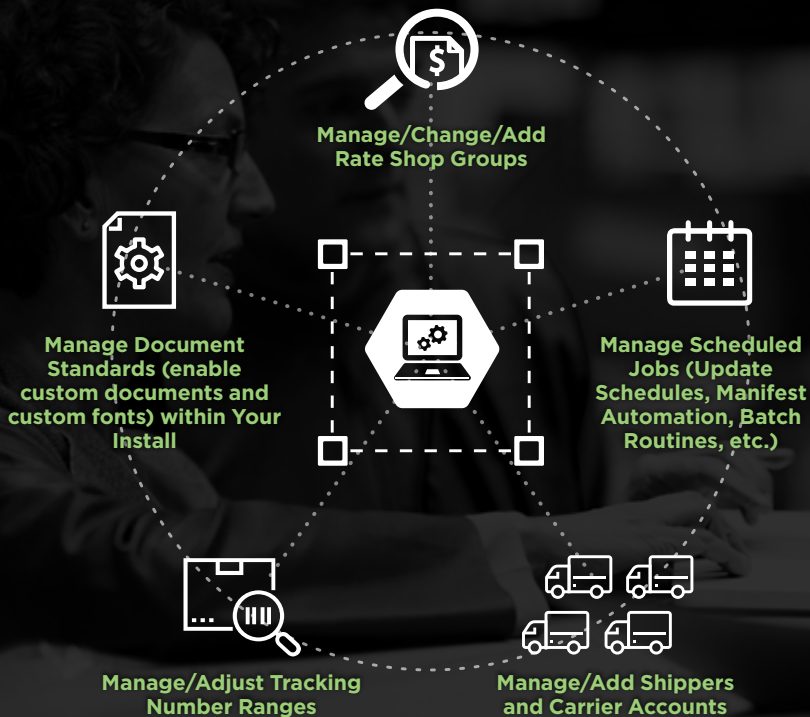 $
Manage/Change/Add
Rate Shop Groups
Manage Document
Standards (enable
custom documents and
custom fonts) within Your
Install
Manage Scheduled
Jobs (Update
Schedules, Manifest
Automation, Batch
Routines, etc.)
Manage/Adjust Tracking
Number Ranges
Manage/Add Shippers
and Carrier Accounts